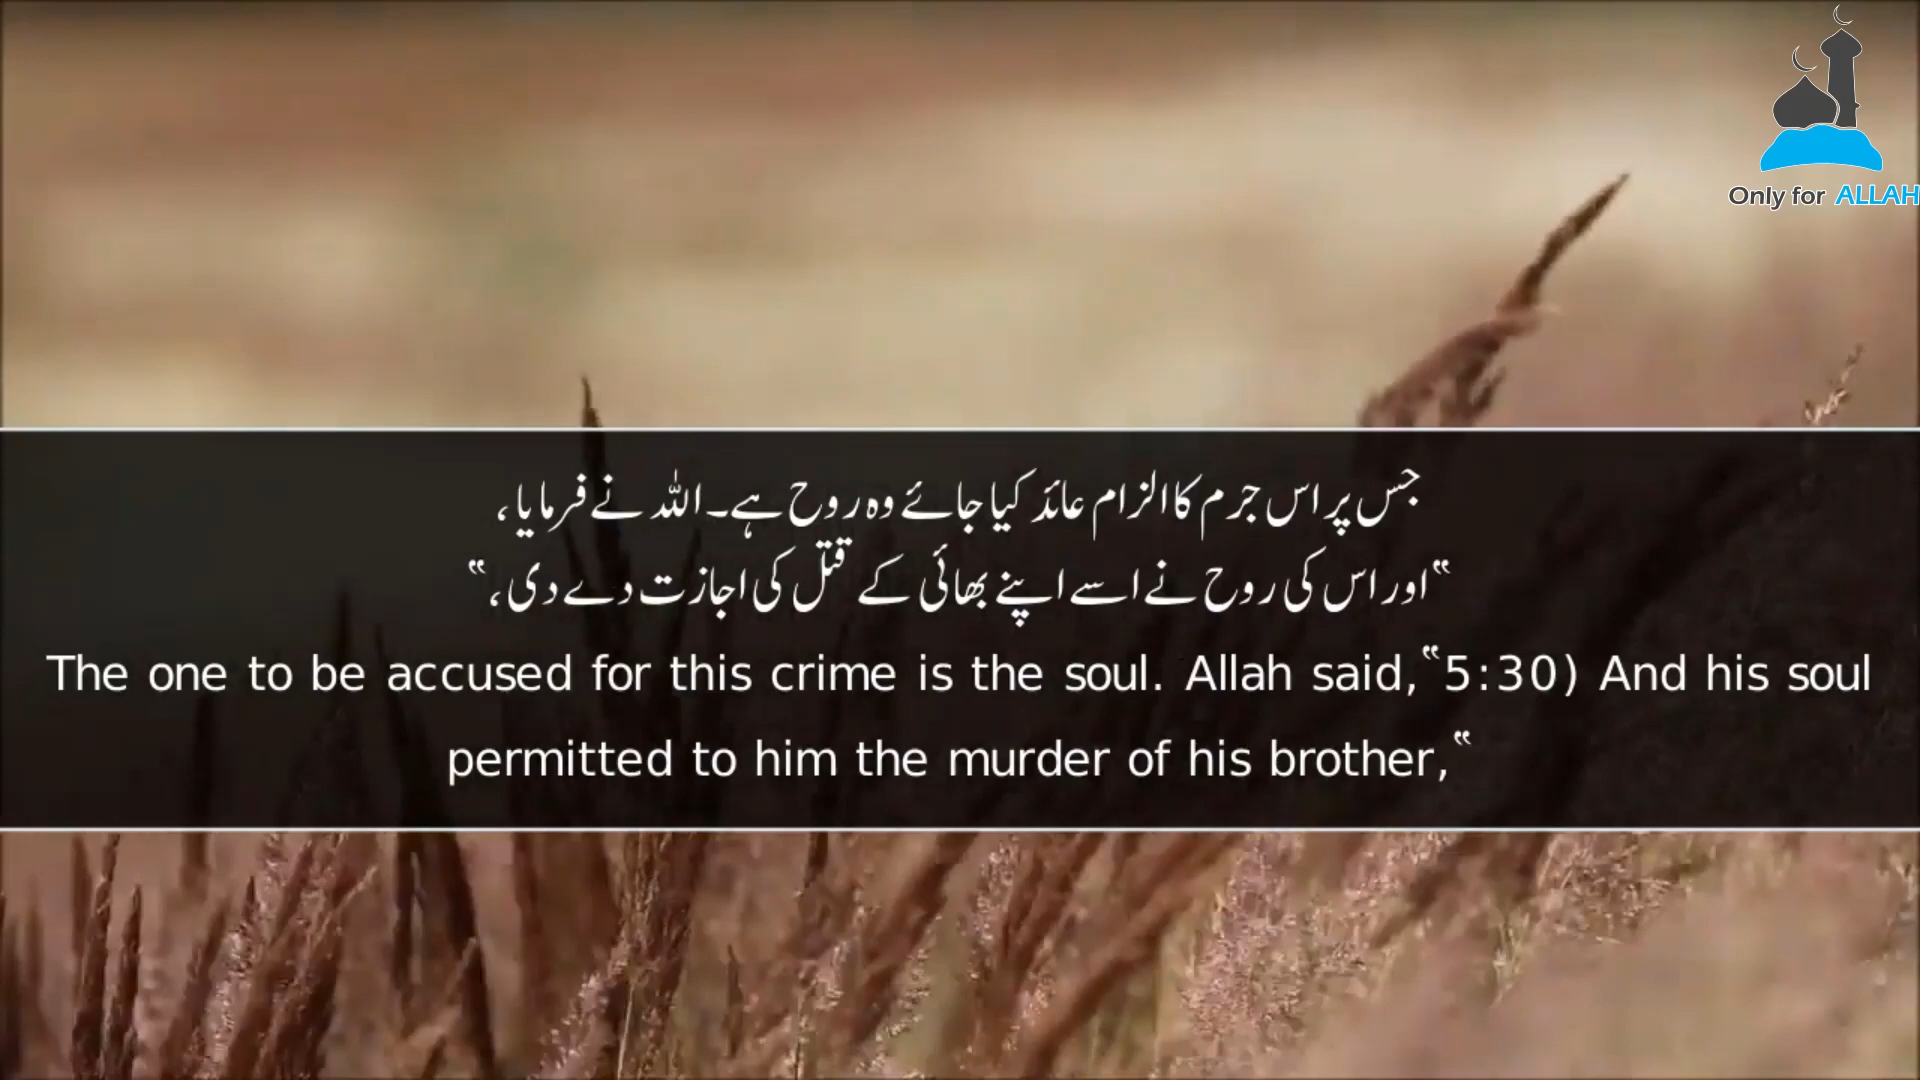 Only for ALLAH
جس پر اس جرم کا الزام عائد کیا جائے وہ روح ہے۔ اللہ نے فرمایا،
“اور اس کی روح نے اسے اپنے بھائی کے قتل کی اجازت دے دی،“
The one to be accused for this crime is the soul. Allah said,“5:30) And his soul
permitted to him the murder of his brother,“